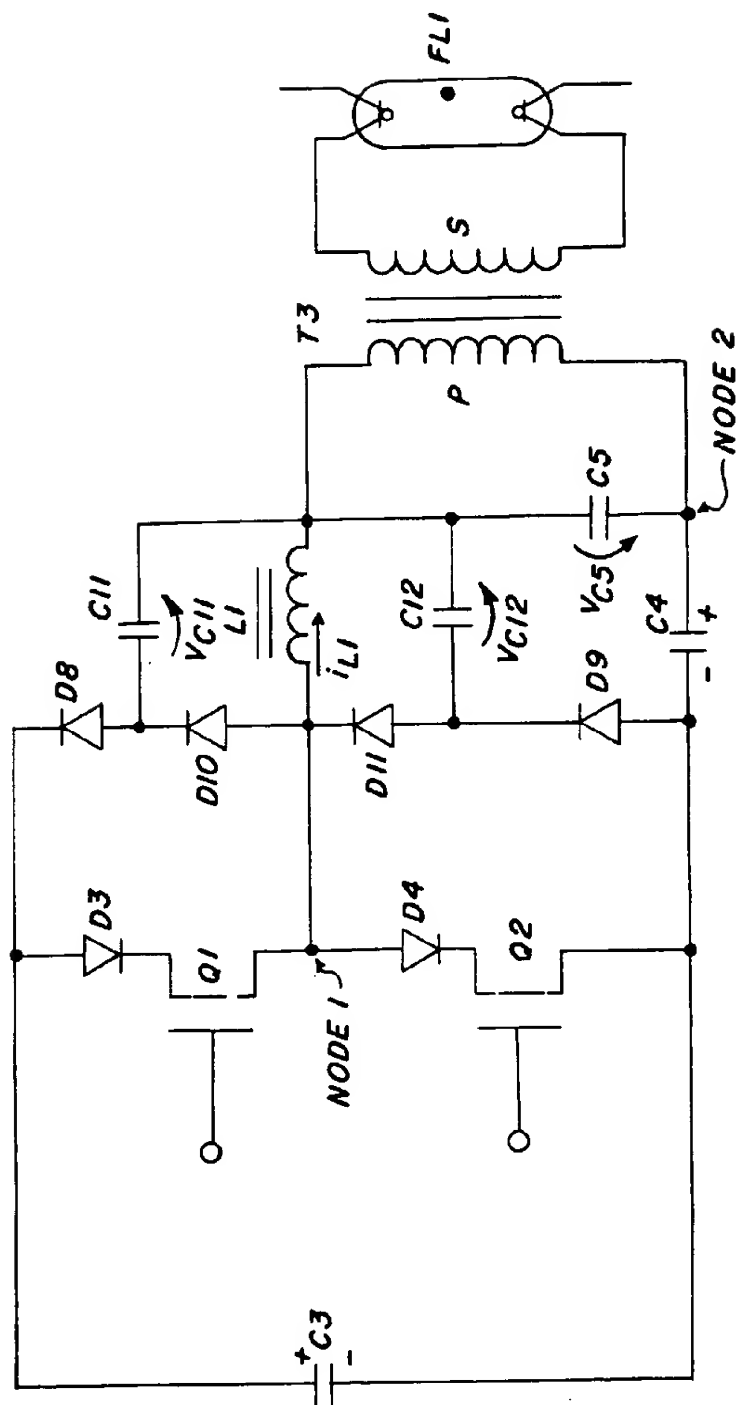 FL1
S
T3
P
NODE 2
C11
VC11
L1
iL1
C12
VC12
C5
VC5
C4
+
-
D8
D10
D11
D9
D3
Q1
NODE 1
D4
Q2
+
C3
-